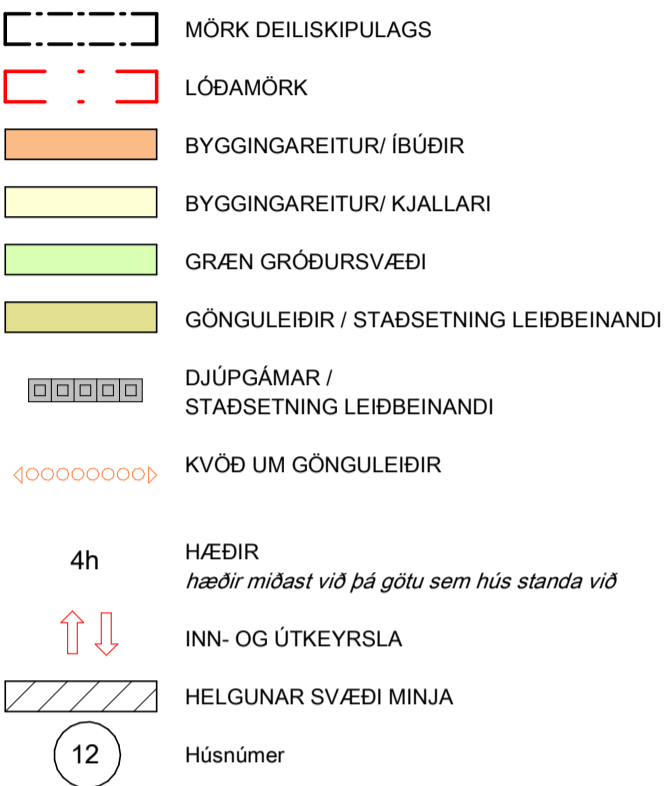 MÖRK DEILISKIPULAGS
LÓÐAMÖRK
BYGGINGAREITUR/ ÍBÚÐIR
BYGGINGAREITUR/ KJALLARI
GRÆN GRÓÐURSVÆÐI
GÖNGULEIÐIR / STAÐSETNING LEIÐBEINANDI
DJÚPGÁMAR /
STAÐSETNING LEIÐBEINANDI
KVÖÐ UM GÖNGULEIÐIR
4h HÆÐIR
hæðir miðast við þá götu sem hús standa við
INN- OG ÚTKEYRSLA
HELGUNAR SVÆÐI MINJA
12 Húsnúmer